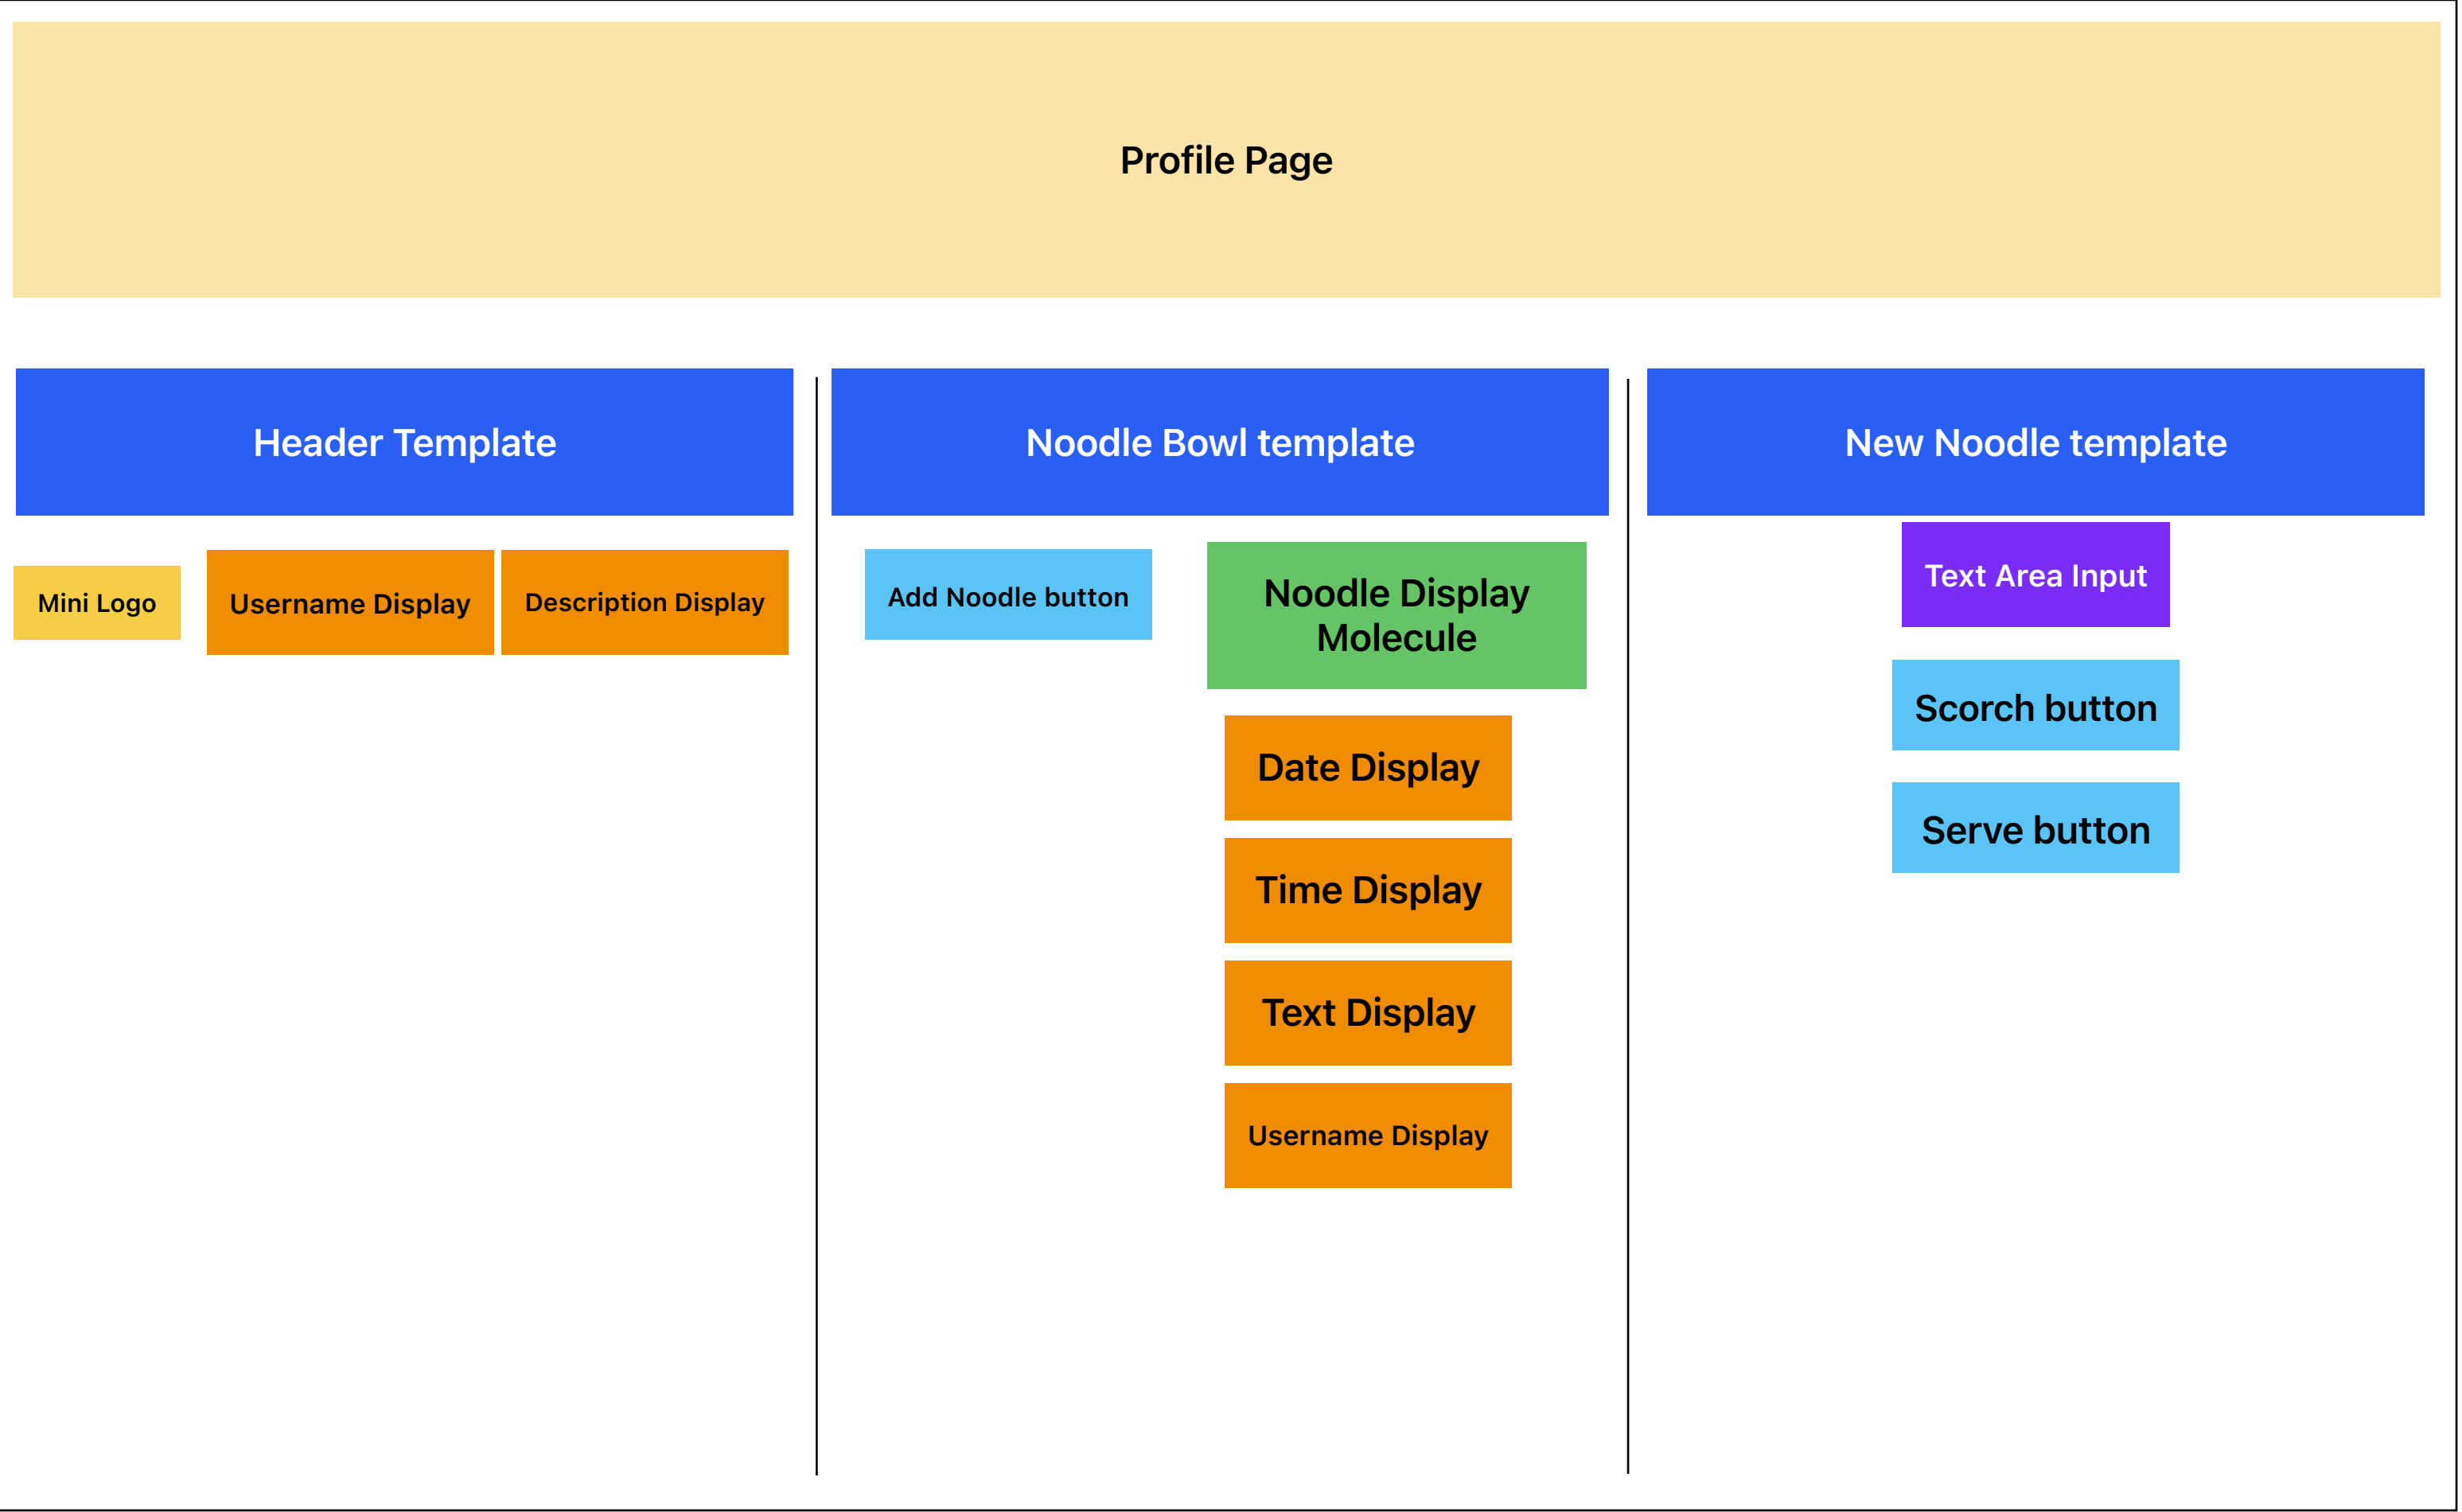 Profile Page
Header Template
Mini Logo
Username Display
Description Display
Noodle Bowl template
Add Noodle button
Noodle Display
Molecule
Date Display
Time Display
Text Display
Username Display
New Noodle template
Text Area Input
Scorch button
Serve button